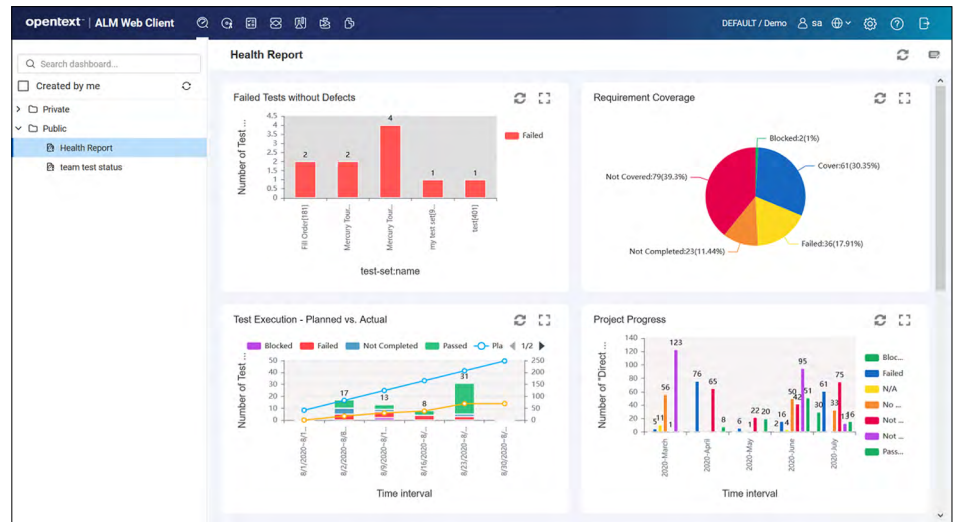 opentext™ | ALM Web Client
DEFAULT / Demo
sa
Search dashboard...
Created by me
Private
Public
Health Report
team test status
Health Report
Failed Tests without Defects
Number of Test ...
4.5
4
3.5
3
2.5
2
1.5
1
0.5
0
2
2
4
1
1
Failed
Fill Order[181]
Mercury Tour...
Mercury Tour...
my test set[9...
test[401]
test-set:name
Requirement Coverage
Blocked:2(1%)
Cover:61(30.35%)
Not Covered:79(39.3%)
Failed:36(17.91%)
Not Completed:23(11.44%)
Test Execution - Planned vs. Actual
Blocked
Failed
Not Completed
Passed
Pla
1/2
Number of Test ...
50
40
30
20
10
0
17
13
8
31
250
200
150
100
50
0
8/1/2020~8/1...
8/2/2020~8/8...
8/9/2020~8/1...
8/16/2020~8/...
8/23/2020~8/...
8/30/2020~8/...
Time interval
Project Progress
Number of "Direct ...
140
120
100
80
60
40
20
0
5
11
56
1
123
76
65
8
6
1
22
20
2
16
4
50
42
95
51
30
61
33
75
13
16
Bloc...
Failed
N/A
No ...
Not ...
Not ...
Pass...
2020-March
2020-April
2020-May
2020-June
2020-July
Time interval